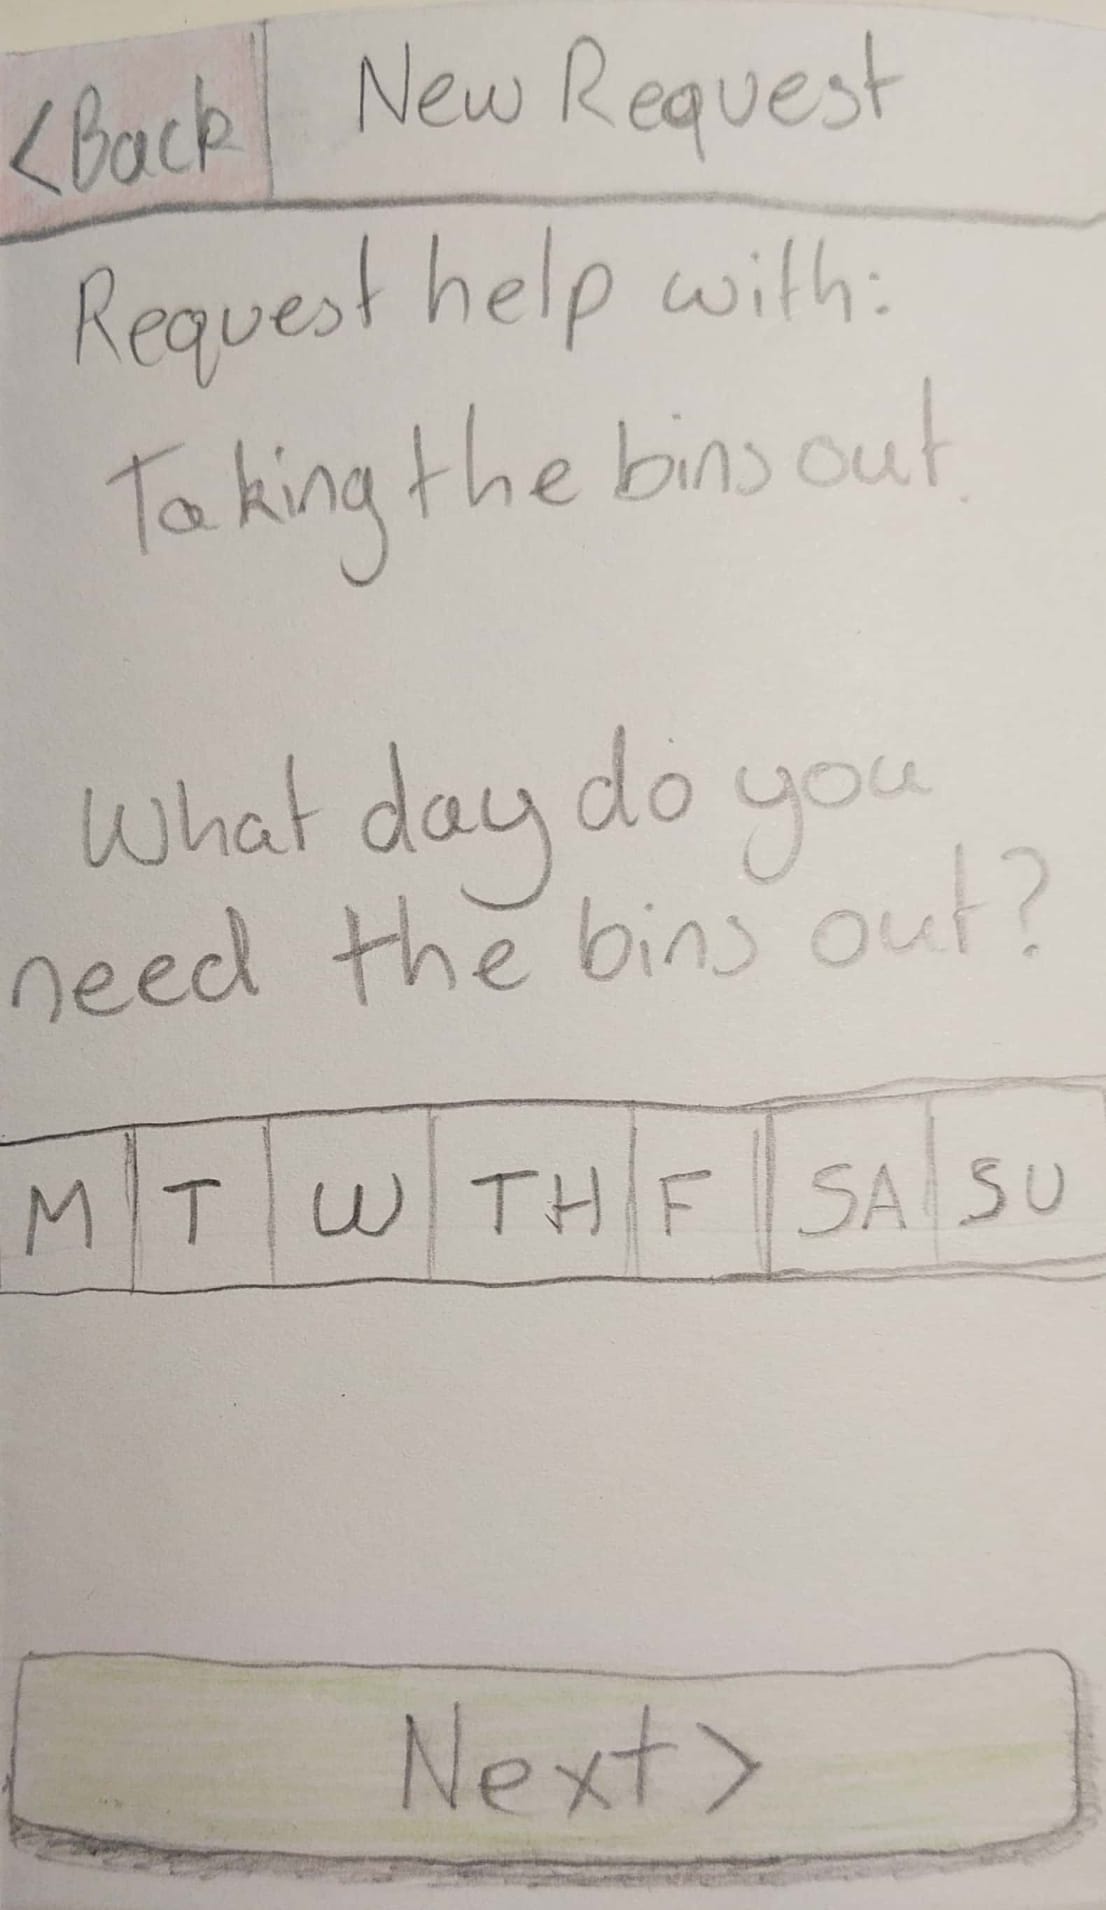 <Back New Request
Request help with:
Taking the bins out.
What day do you
need the bins out?
M T W TH F SA SU
Next>